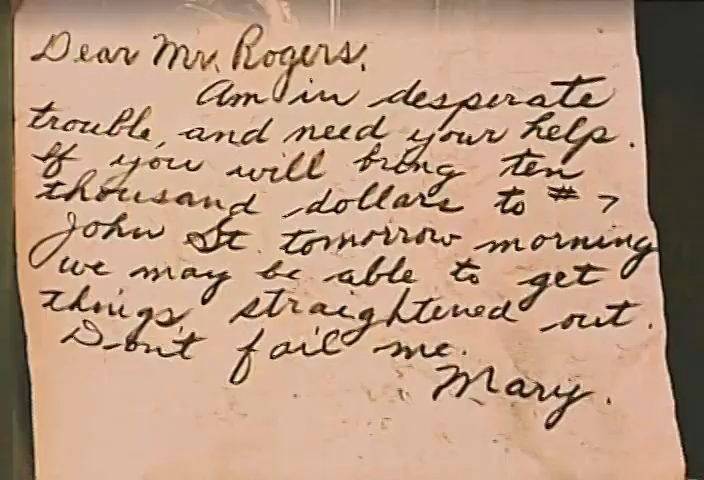 Dear Mr. Rogers.
Am in desperate
trouble, and need your help.
If you will bring ten
thousand dollars to # 7
John St. tomorrow morning
we may be able to get
things straightened out.
Don't fail me.
Mary.